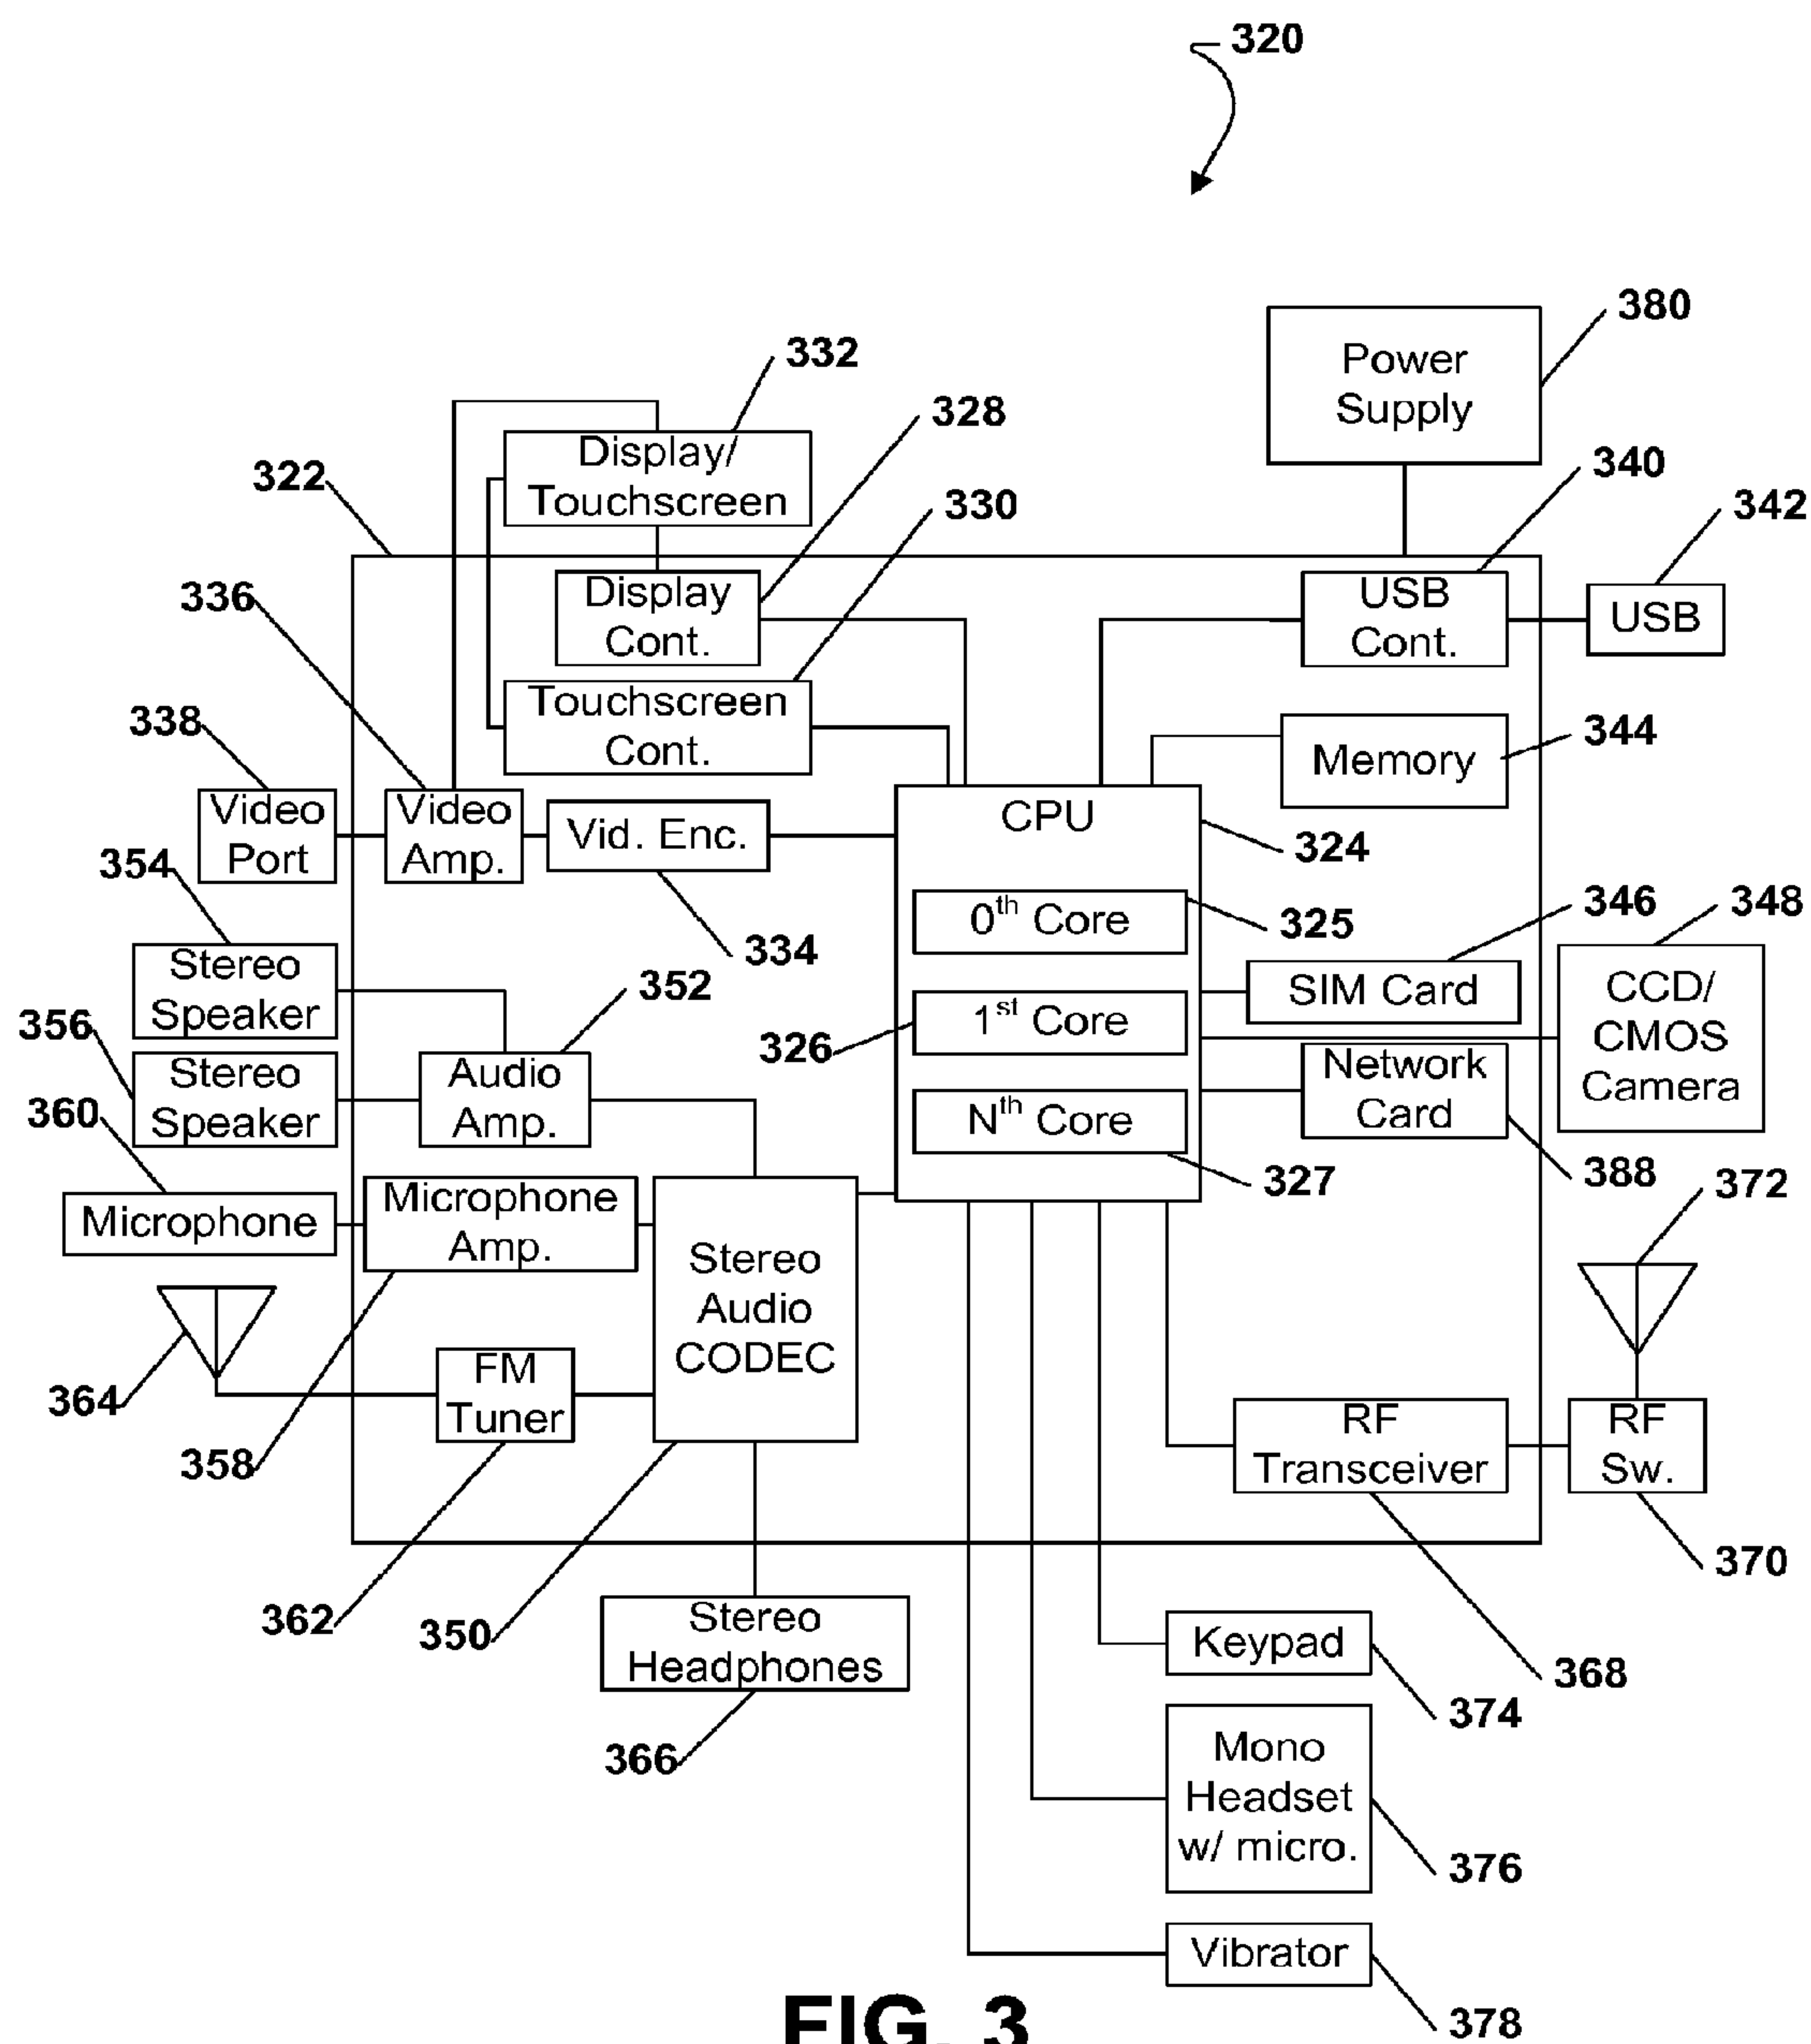 320
380
Power
Supply
332
328
340
322
Display/
Touchscreen
330
342
336
Display
Cont.
USB
Cont.
USB
338
Touchscreen
Cont.
344
Memory
Video
Port
Video
Amp.
Vid. Enc.
CPU
324
354
0th Core
325
346
348
334
Stereo
Speaker
352
SIM Card
CCD/
CMOS
Camera
356
326
1st Core
Stereo
Speaker
Audio
Amp.
Network
Card
360
Nth Core
327
388
372
Microphone
Microphone
Amp.
Stereo
Audio
CODEC
364
FM
Tuner
358
RF
Transceiver
RF
Sw.
370
362
350
Stereo
Headphones
Keypad
368
366
374
Mono
Headset
w/ micro.
376
Vibrator
378
FIG. 3